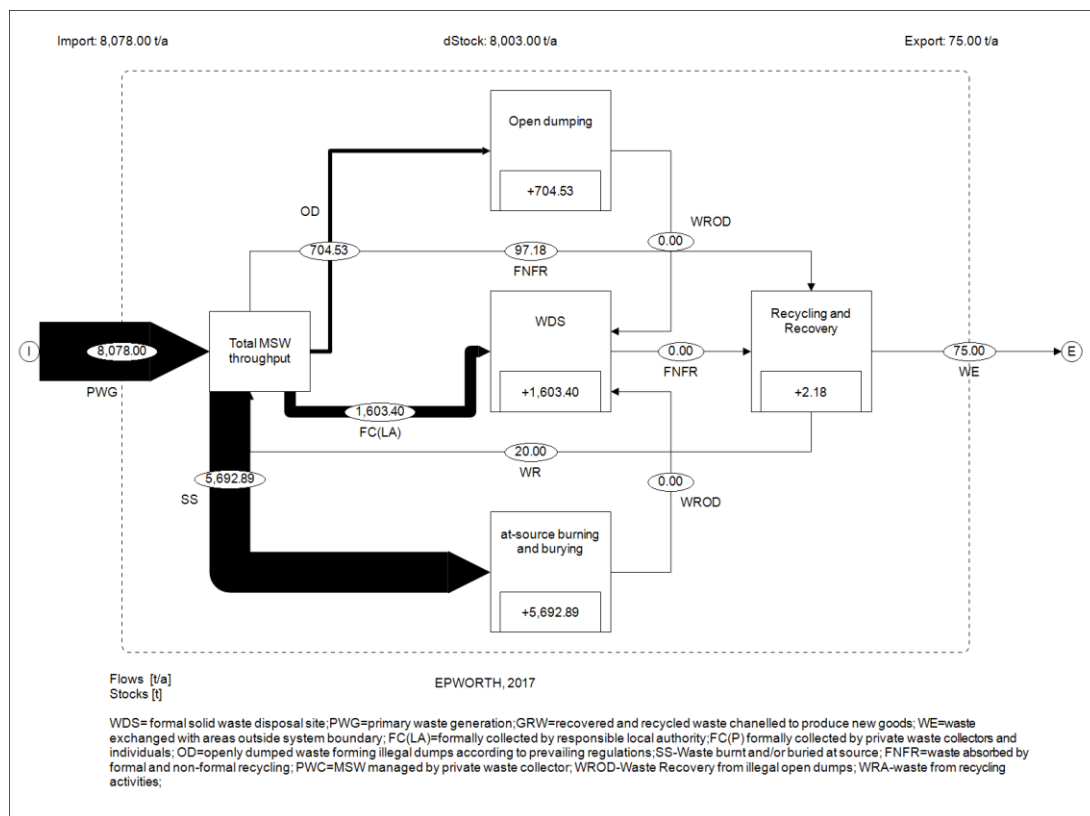 Import: 8,078.00 t/a
dStock: 8,003.00 t/a
Export: 75.00 t/a
Open dumping
+704.53
OD
WROD
0.00
704.53
97.18
FNFR
WDS
Recycling and
Recovery
Total MSW
throughput
I
8,078.00
PWG
0.00
FNFR
75.00
WE
E
+1,603.40
+2.18
1,603.40
FC(LA)
20.00
WR
5,692.89
SS
0.00
WROD
at-source burning
and burying
+5,692.89
Flows [t/a]
Stocks [t]
EPWORTH, 2017
WDS= formal solid waste disposal site;PWG=primary waste generation;GRW=recovered and recycled waste chanelled to produce new goods; WE=waste
exchanged with areas outside system boundary; FC(LA)=formally collected by responsible local authority;FC(P) formally collected by private waste collectors and
individuals; OD=openly dumped waste forming illegal dumps according to prevailing regulations;SS-Waste burnt and/or buried at source; FNFR=waste absorbed by
formal and non-formal recycling; PWC=MSW managed by private waste collector; WROD-Waste Recovery from illegal open dumps; WRA-waste from recycling
activities;